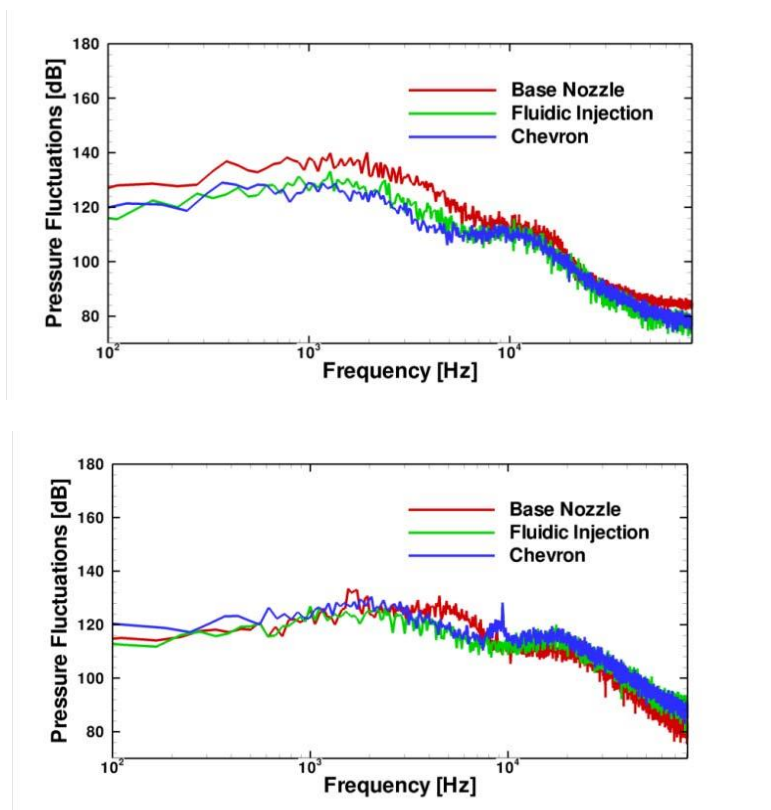 180
160
140
120
100
80
Pressure Fluctuations [dB]
Base Nozzle
Fluidic Injection
Chevron
10²
10³
10⁴
Frequency [Hz]
180
160
140
120
100
80
Pressure Fluctuations [dB]
Base Nozzle
Fluidic Injection
Chevron
10²
10³
10⁴
Frequency [Hz]